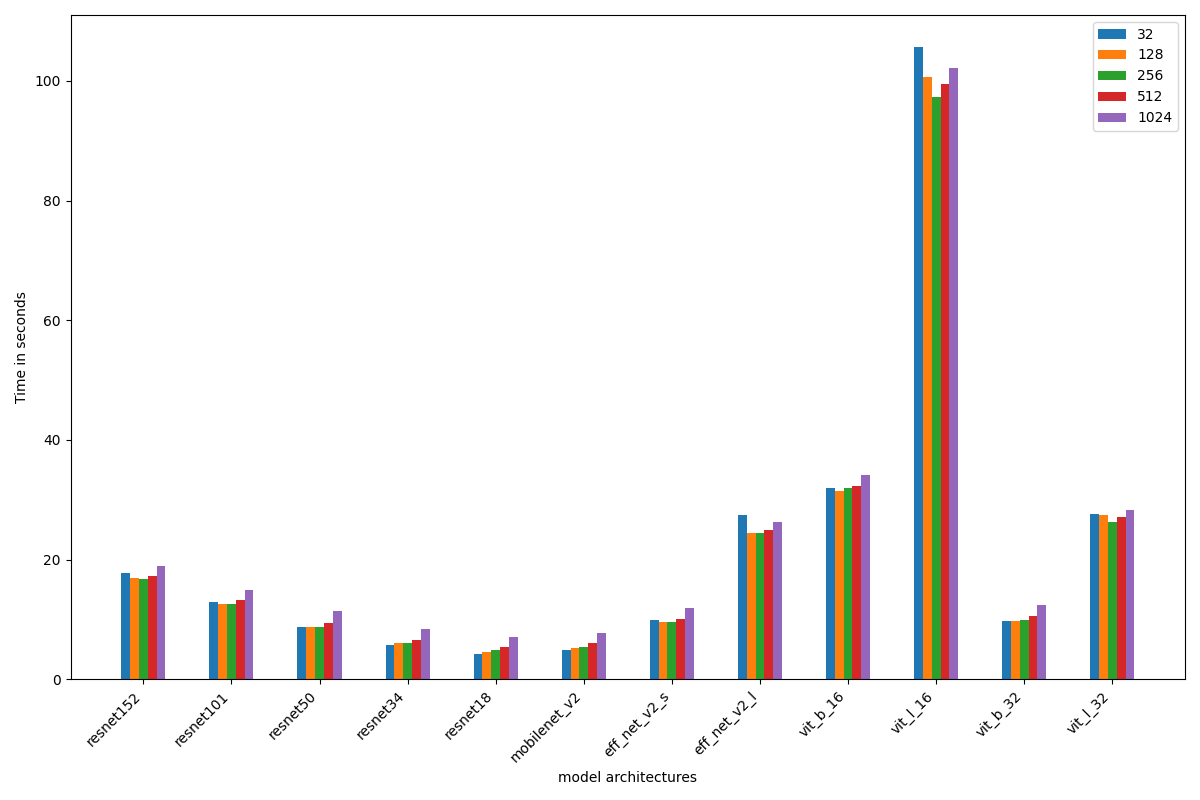 32
128
256
512
1024
100
80
60
40
20
0
Time in seconds
resnet152
resnet101
resnet50
resnet34
resnet18
mobilenet_v2
eff_net_v2_s
eff_net_v2_l
vit_b_16
vit_l_16
vit_b_32
vit_l_32
model architectures